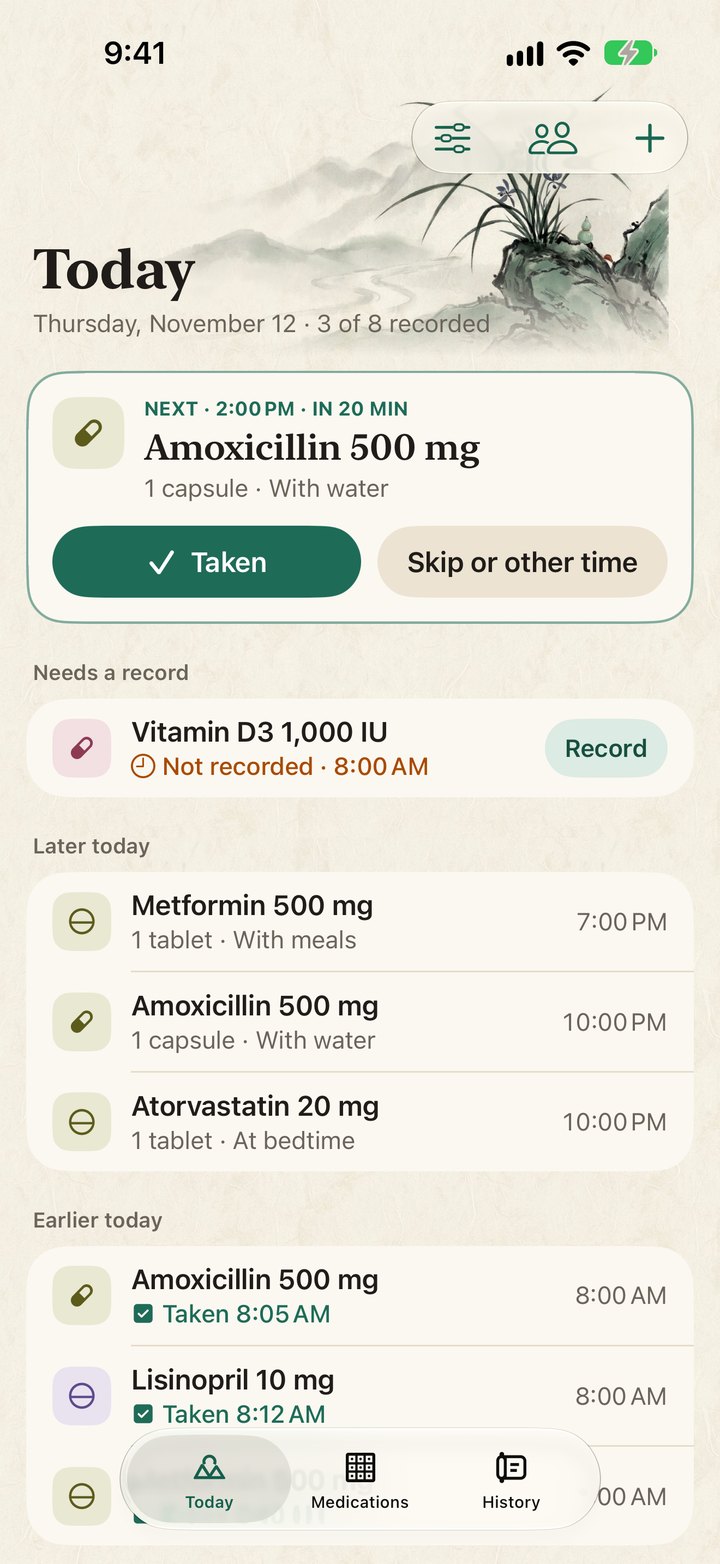 9:41
Today
Thursday, November 12 · 3 of 8 recorded
NEXT · 2:00 PM · IN 20 MIN
Amoxicillin 500 mg
1 capsule · With water
Taken
Skip or other time
Needs a record
Vitamin D3 1,000 IU
Not recorded · 8:00 AM
Record
Later today
Metformin 500 mg
1 tablet · With meals
7:00 PM
Amoxicillin 500 mg
1 capsule · With water
10:00 PM
Atorvastatin 20 mg
1 tablet · At bedtime
10:00 PM
Earlier today
Amoxicillin 500 mg
Taken 8:05 AM
8:00 AM
Lisinopril 10 mg
Taken 8:12 AM
8:00 AM
00 AM
Today
Medications
History